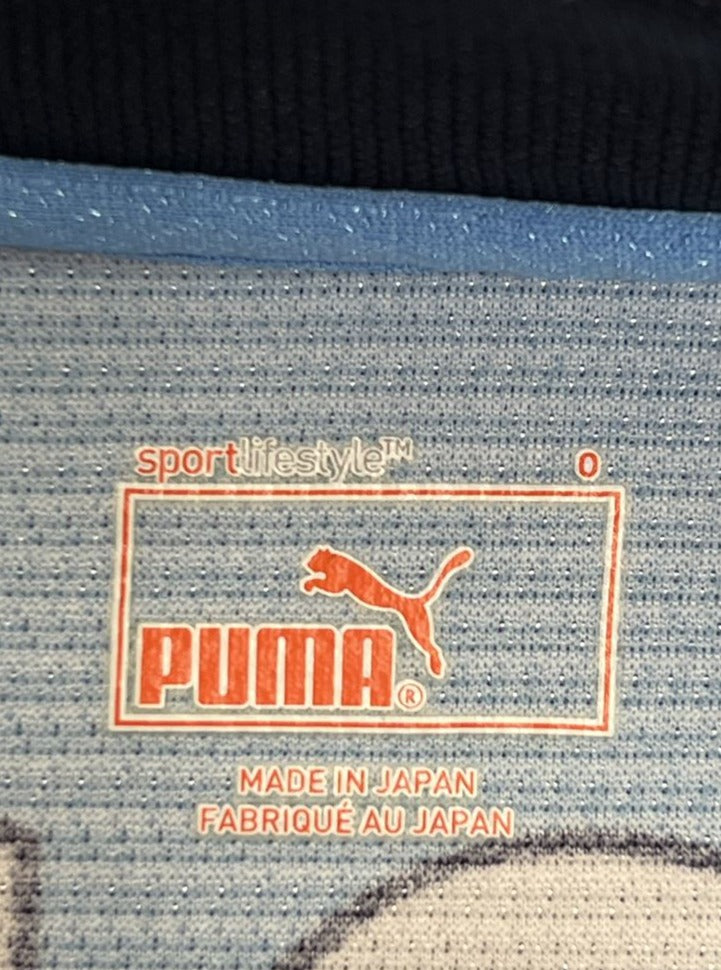 sportlifestyle™ O
PUMA®
MADE IN JAPAN
FABRIQUÉ AU JAPAN